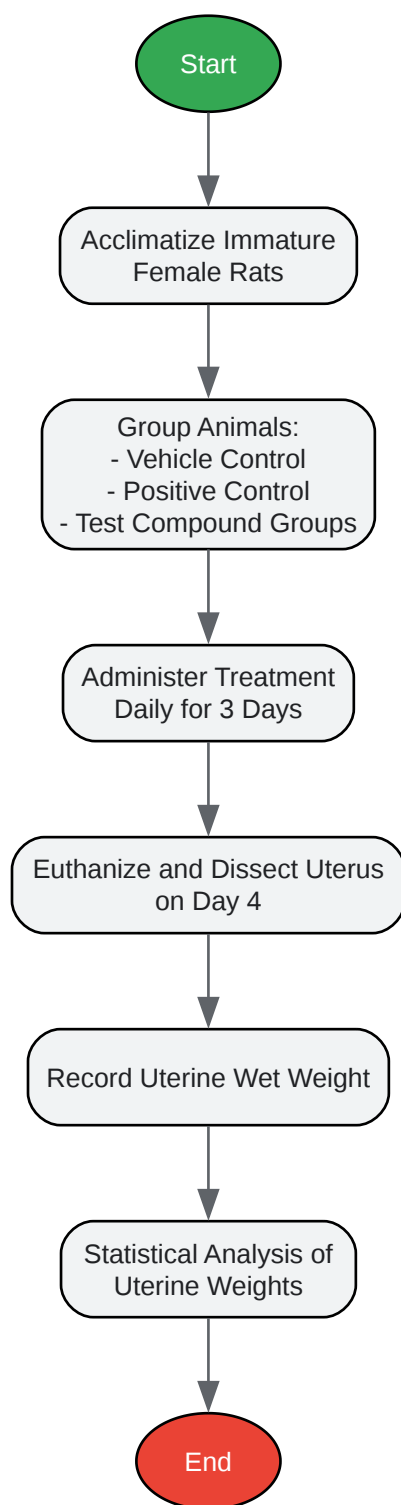 Start
Acclimatize Immature
Female Rats
Group Animals:
- Vehicle Control
- Positive Control
- Test Compound Groups
Administer Treatment
Daily for 3 Days
Euthanize and Dissect Uterus
on Day 4
Record Uterine Wet Weight
Statistical Analysis of
Uterine Weights
End